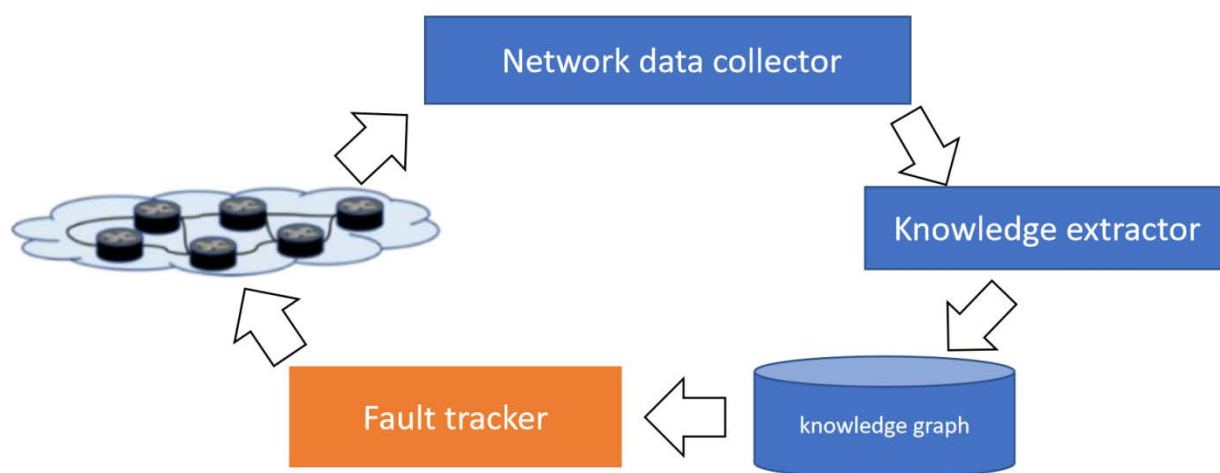 Network data collector
Knowledge extractor
knowledge graph
Fault tracker